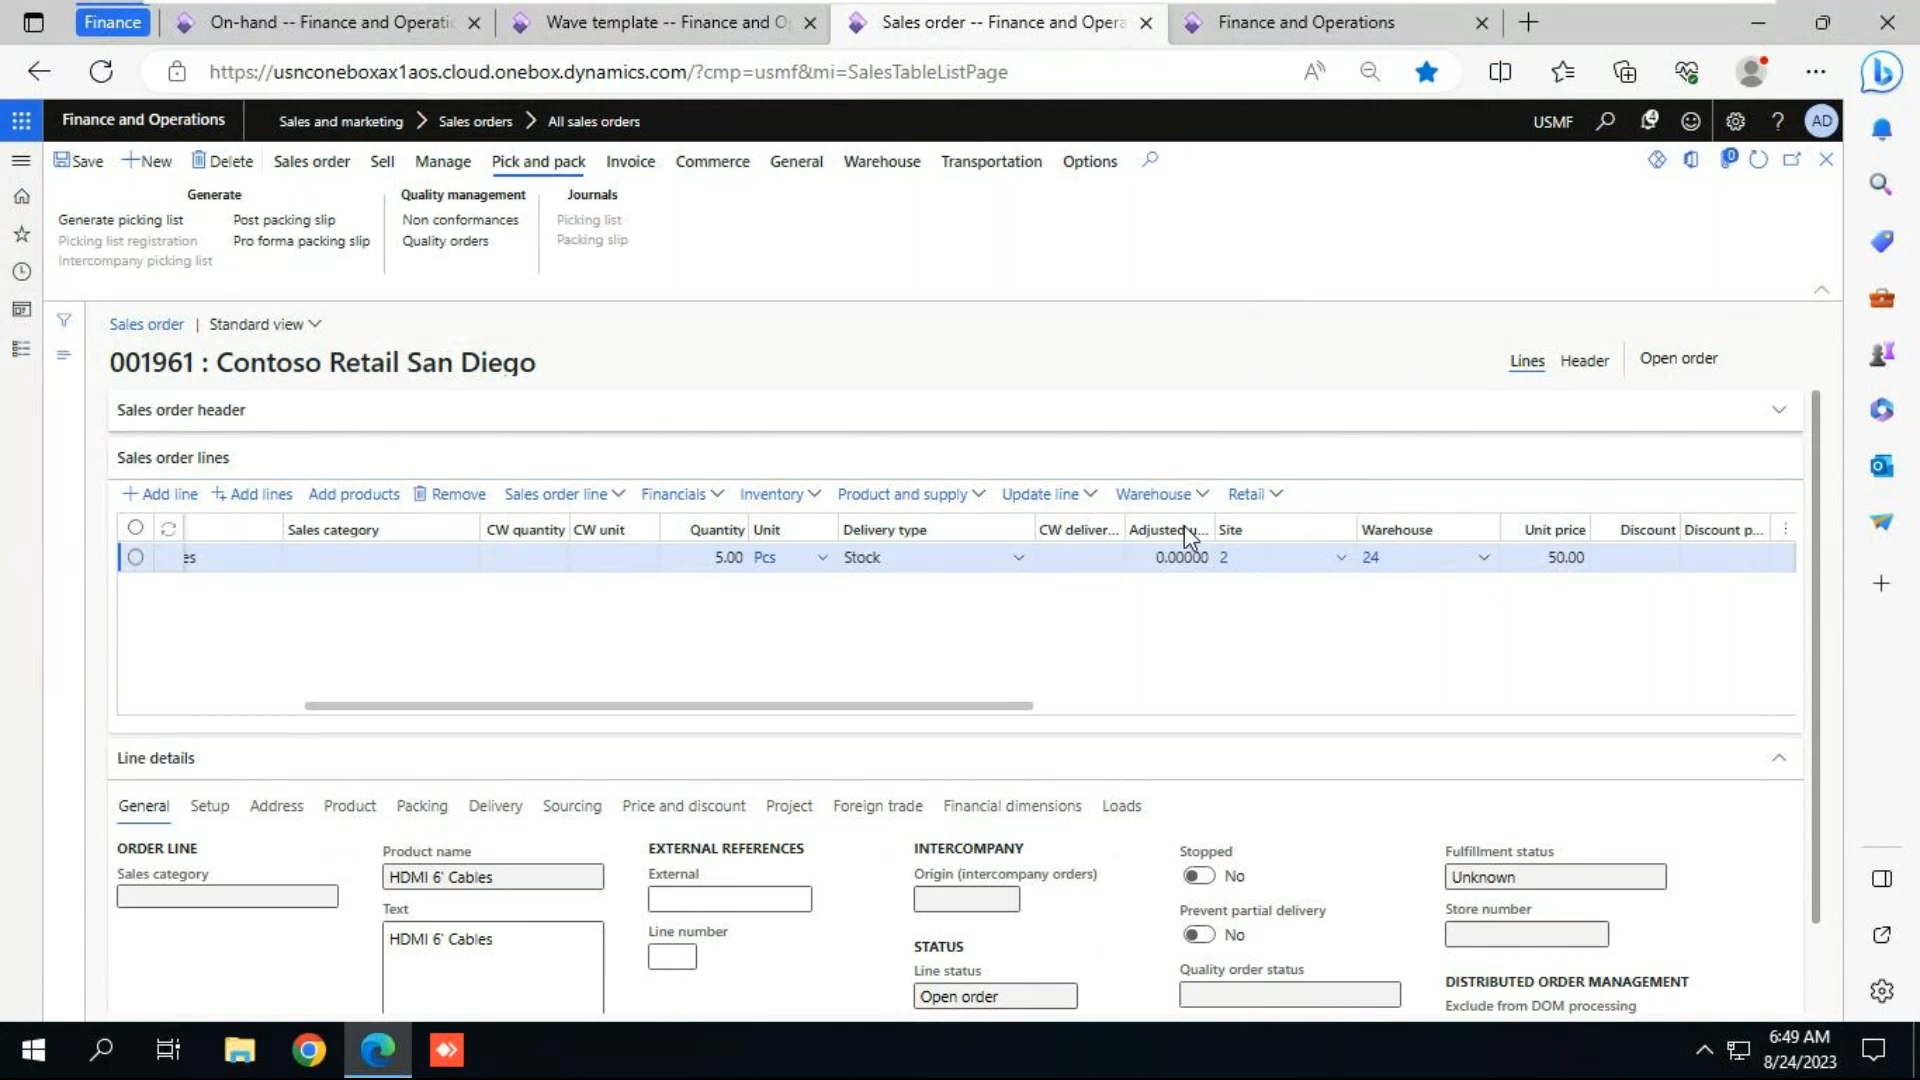 Finance
On-hand -- Finance and Operatic
Wave template -- Finance and O
Sales order -- Finance and Opera
Finance and Operations
https://usnconeboxax1aos.cloud.onebox.dynamics.com/?cmp=usmf&mi=SalesTableListPage
Finance and Operations
Sales and marketing
Sales orders
All sales orders
USMF
4
?
AD
Save
New
Delete
Sales order
Sell
Manage
Pick and pack
Invoice
Commerce
General
Warehouse
Transportation
Options
0
Generate
Quality management
Journals
Generate picking list
Post packing slip
Non conformances
Picking list
Picking list registration
Pro forma packing slip
Quality orders
Packing slip
Intercompany picking list
Sales order | Standard view
001961 : Contoso Retail San Diego
Lines
Header
Open order
Sales order header
Sales order lines
Add line
Add lines
Add products
Remove
Sales order line
Financials
Inventory
Product and supply
Update line
Warehouse
Retail
Sales category
CW quantity
CW unit
Quantity
Unit
Delivery type
CW deliver...
Adjusted u...
Site
Warehouse
Unit price
Discount
Discount p...
es
5.00
Pcs
Stock
0.00000
2
24
50.00
Line details
General
Setup
Address
Product
Packing
Delivery
Sourcing
Price and discount
Project
Foreign trade
Financial dimensions
Loads
ORDER LINE
Sales category
Product name
HDMI 6' Cables
Text
HDMI 6' Cables
EXTERNAL REFERENCES
External
Line number
INTERCOMPANY
Origin (intercompany orders)
STATUS
Line status
Open order
Stopped
No
Prevent partial delivery
No
Quality order status
Fulfillment status
Unknown
Store number
DISTRIBUTED ORDER MANAGEMENT
Exclude from DOM processing
6:49 AM
8/24/2023